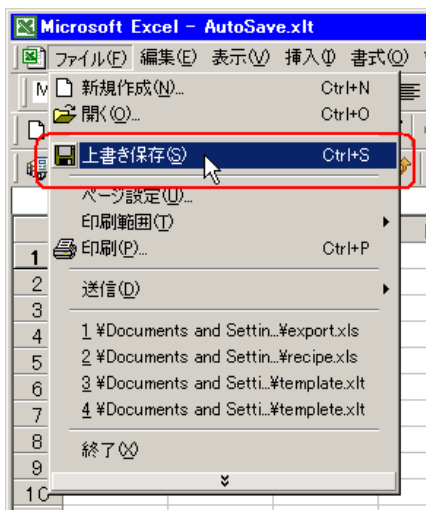 Microsoft Excel - AutoSave.xlt
ファイル(F) 編集(E) 表示(V) 挿入(I) 書式(O)
新規作成(N)... Ctrl+N
開く(O)... Ctrl+O
上書き保存(S) Ctrl+S
ページ設定(U)...
印刷範囲(T)
印刷(P)... Ctrl+P
送信(D)
1 ¥Documents and Settin...¥export.xls
2 ¥Documents and Settin...¥recipe.xls
3 ¥Documents and Setti...¥template.xlt
4 ¥Documents and Setti...¥templete.xlt
終了(X)
1
2
3
4
5
6
7
8
9
10